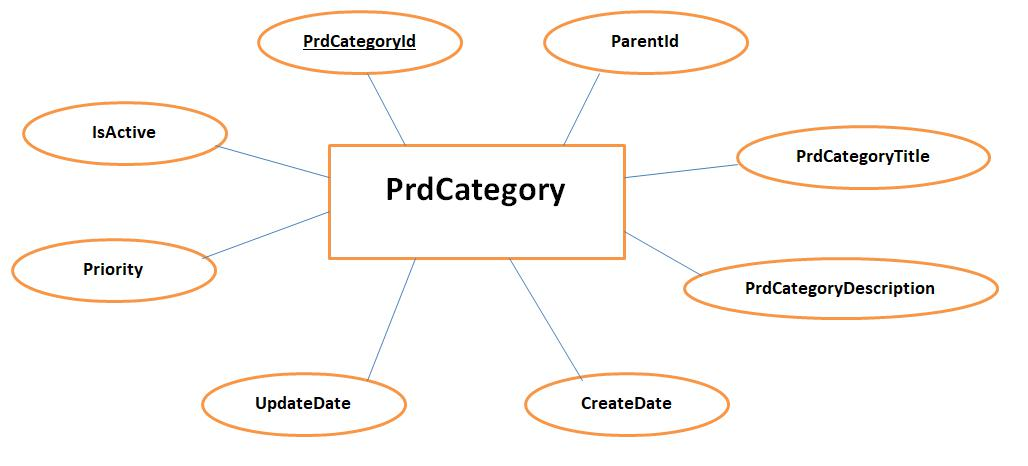 PrdCategoryId
ParentId
IsActive
PrdCategoryTitle
PrdCategory
Priority
PrdCategoryDescription
UpdateDate
CreateDate